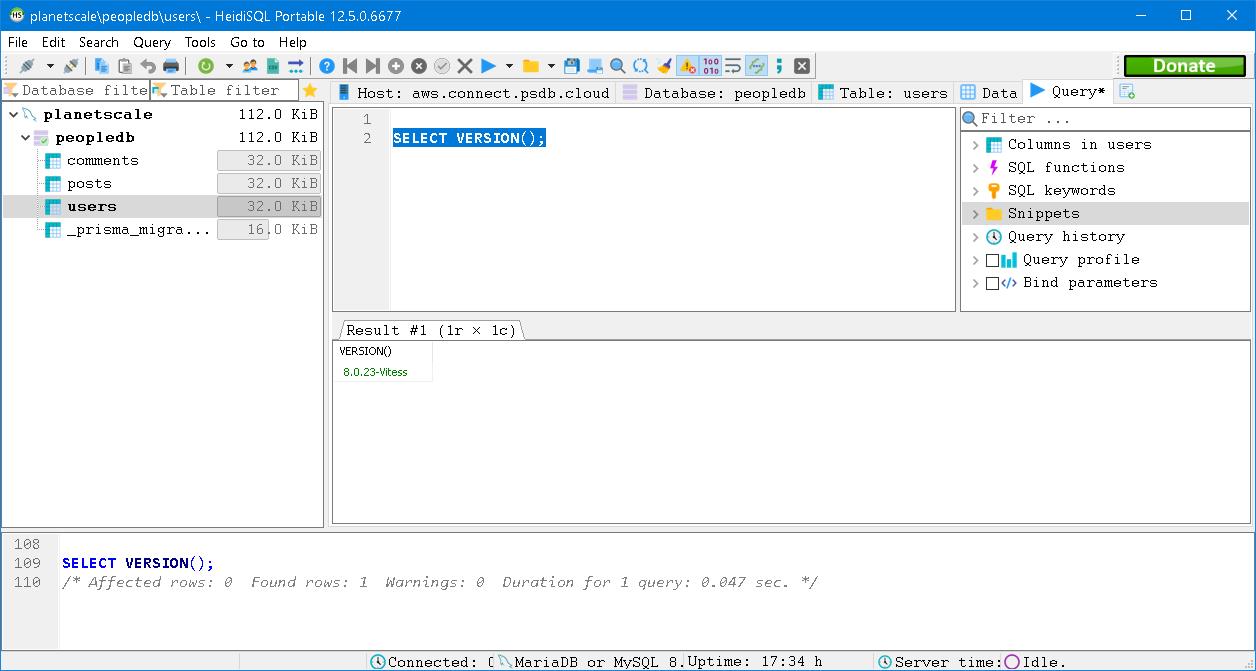 planetscale\peopledb\users\ - HeidiSQL Portable 12.5.0.6677
File Edit Search Query Tools Go to Help
Donate
Database filte Table filter
Host: aws.connect.psdb.cloud Database: peopledb Table: users Data Query*
planetscale 112.0 KiB
peopledb 112.0 KiB
comments 32.0 KiB
posts 32.0 KiB
users 32.0 KiB
_prisma_migra... 16.0 KiB
1
2 SELECT VERSION();
Filter ...
Columns in users
SQL functions
SQL keywords
Snippets
Query history
Query profile
Bind parameters
Result #1 (1r × 1c)
VERSION()
8.0.23-Vitess
108
109 SELECT VERSION();
110 /* Affected rows: 0 Found rows: 1 Warnings: 0 Duration for 1 query: 0.047 sec. */
Connected: MariaDB or MySQL 8. Uptime: 17:34 h Server time: Idle.